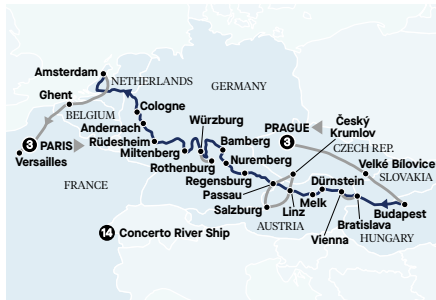 Amsterdam
NETHERLANDS
GERMANY
Ghent
Cologne
BELGIUM
Andernach
Würzburg
Český
Krumlov
Rüdesheim
Bamberg
PRAGUE
3
3 PARIS
Miltenberg
CZECH REP.
Versailles
Nuremberg
Velké Bílovice
Rothenburg
SLOVAKIA
Regensburg
Dürnstein
FRANCE
Passau
Melk
Budapest
Salzburg
Linz
Bratislava
AUSTRIA
14 Concerto River Ship
Vienna
HUNGARY